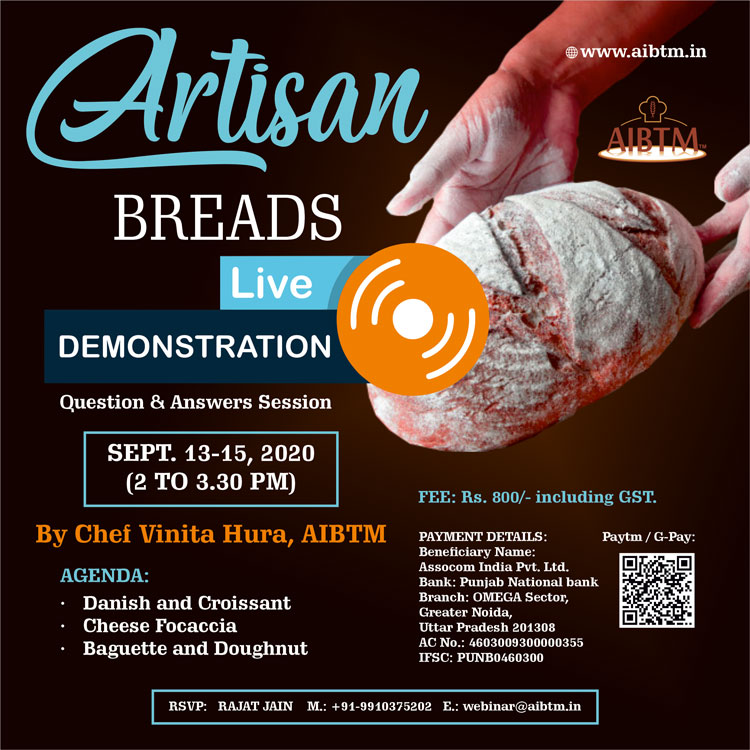 www.aibtm.in
Artisan
AIBTM™
BREADS
Live
DEMONSTRATION
Question & Answers Session
SEPT. 13-15, 2020
(2 TO 3.30 PM)
By Chef Vinita Hura, AIBTM
AGENDA:
· Danish and Croissant
· Cheese Focaccia
· Baguette and Doughnut
FEE: Rs. 800/- including GST.
PAYMENT DETAILS:
Beneficiary Name:
Assocom India Pvt. Ltd.
Bank: Punjab National bank
Branch: OMEGA Sector,
Greater Noida,
Uttar Pradesh 201308
AC No.: 4603009300000355
IFSC: PUNB0460300
Paytm / G-Pay:
RSVP: RAJAT JAIN M.: +91-9910375202 E.: webinar@aibtm.in